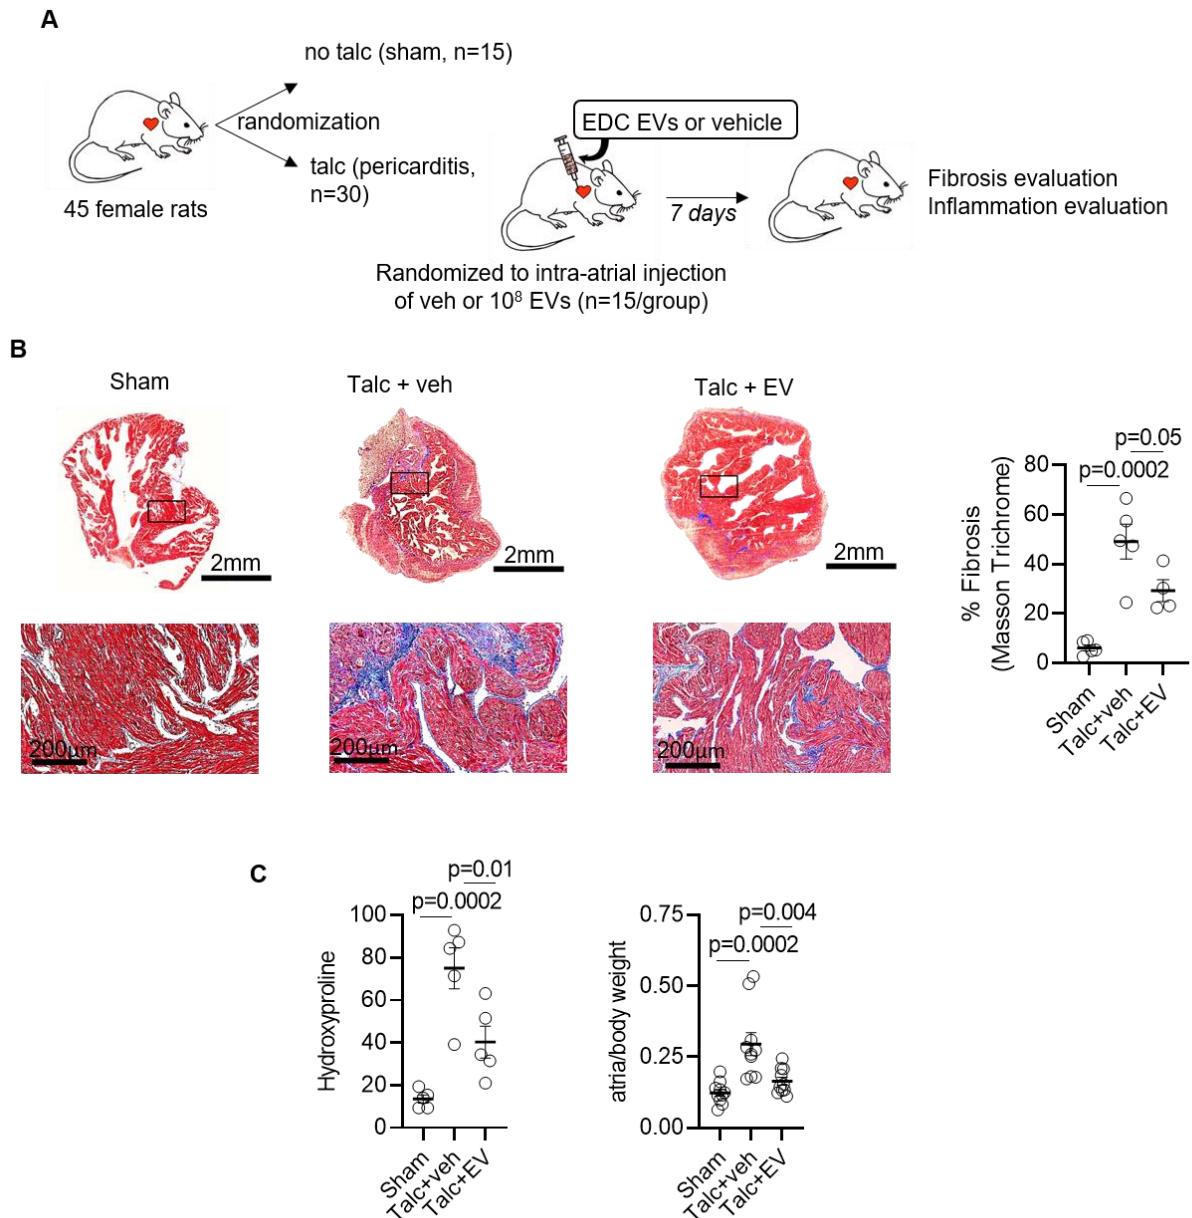 A
no talc (sham, n=15)
randomization
talc (pericarditis,
n=30)
45 female rats
EDC EVs or vehicle
7 days
Fibrosis evaluation
Inflammation evaluation
Randomized to intra-atrial injection
of veh or 10⁸ EVs (n=15/group)
B
Sham
Talc + veh
Talc + EV
2mm
2mm
2mm
200µm
200µm
200µm
p=0.05
p=0.0002
% Fibrosis
(Masson Trichrome)
80
60
40
20
0
Sham
Talc+veh
Talc+EV
C
p=0.01
p=0.0002
Hydroxyproline
100
80
60
40
20
0
Sham
Talc+veh
Talc+EV
p=0.004
p=0.0002
atria/body weight
0.75
0.50
0.25
0.00
Sham
Talc+veh
Talc+EV